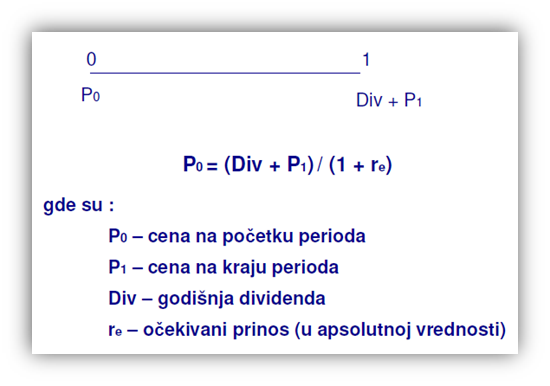 0 1
P0 Div + P1
P0 = (Div + P1) / (1 + re)
gde su :
P0 – cena na početku perioda
P1 – cena na kraju perioda
Div – godišnja dividenda
re – očekivani prinos (u apsolutnoj vrednosti)